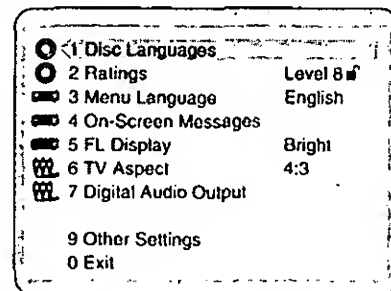 1 Disc Languages
2 Ratings Level 8
3 Menu Language English
4 On-Screen Messages
5 FL Display Bright
6 TV Aspect 4:3
7 Digital Audio Output
9 Other Settings
0 Exit